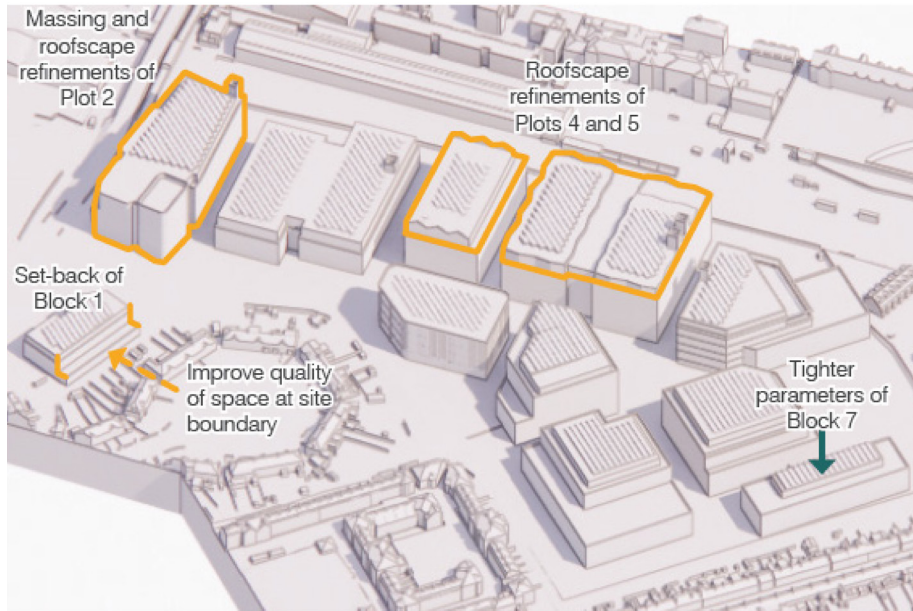 Massing and
roofscape
refinements of
Plot 2
Roofscape
refinements of
Plots 4 and 5
Set-back of
Block 1
Improve quality
of space at site
boundary
Tighter
parameters of
Block 7